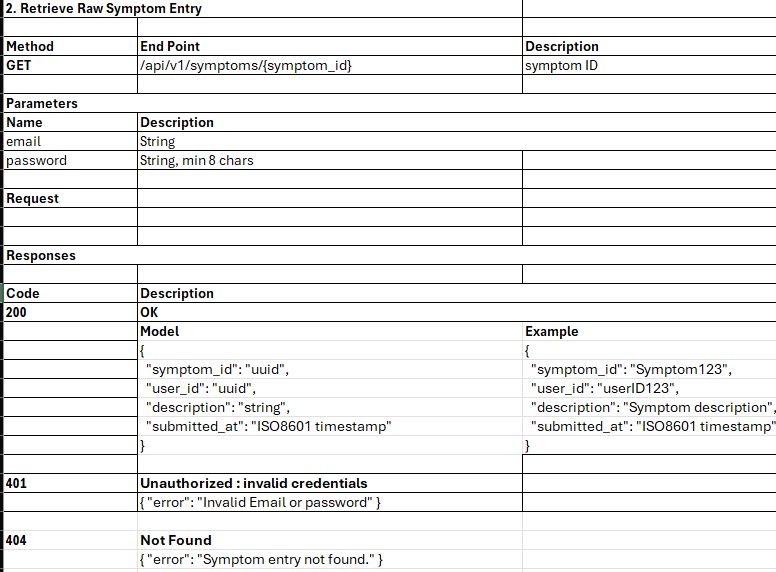 2. Retrieve Raw Symptom Entry
Method End Point Description
GET /api/v1/symptoms/{symptom_id} symptom ID
Parameters
Name Description
email String
password String, min 8 chars
Request
Responses
Code Description
200 OK
Model Example
{ {
"symptom_id": "uuid", "symptom_id": "Symptom123",
"user_id": "uuid", "user_id": "userID123",
"description": "string", "description": "Symptom description",
"submitted_at": "ISO8601 timestamp" "submitted_at": "ISO8601 timestamp"
} }
401 Unauthorized : invalid credentials
{ "error": "Invalid Email or password" }
404 Not Found
{ "error": "Symptom entry not found." }